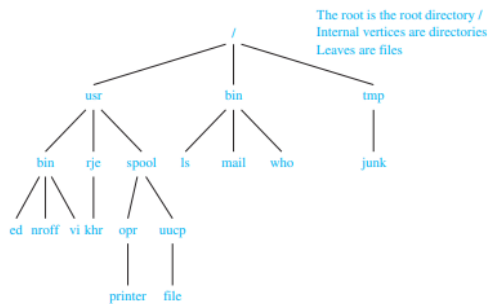 The root is the root directory /
Internal vertices are directories
Leaves are files
/
usr bin tmp
bin rje spool ls mail who junk
ed nroff vi khr opr uucp
printer file